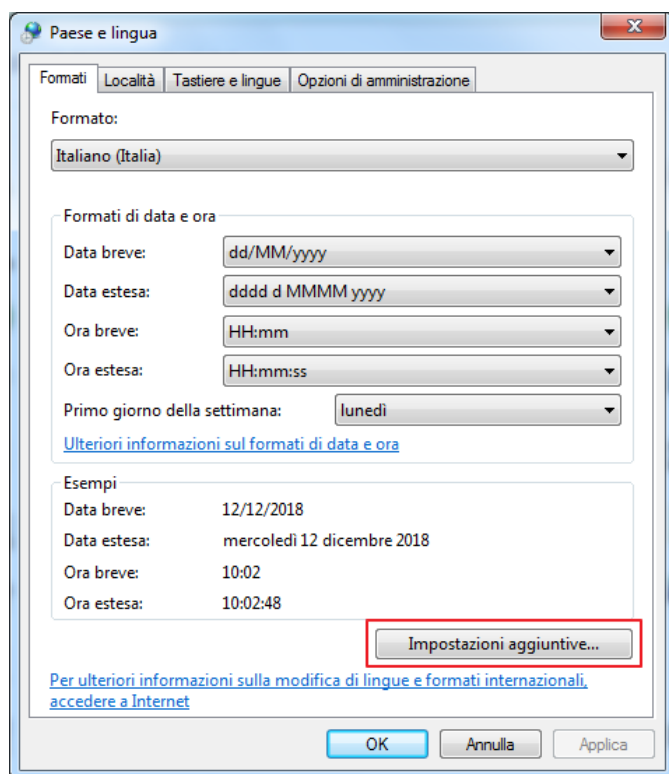 Paese e lingua
Formati Località Tastiere e lingue Opzioni di amministrazione
Formato:
Italiano (Italia)
Formati di data e ora
Data breve: dd/MM/yyyy
Data estesa: dddd d MMMM yyyy
Ora breve: HH:mm
Ora estesa: HH:mm:ss
Primo giorno della settimana: lunedì
Ulteriori informazioni sul formati di data e ora
Esempi
Data breve: 12/12/2018
Data estesa: mercoledì 12 dicembre 2018
Ora breve: 10:02
Ora estesa: 10:02:48
Impostazioni aggiuntive...
Per ulteriori informazioni sulla modifica di lingue e formati internazionali,
accedere a Internet
OK Annulla Applica